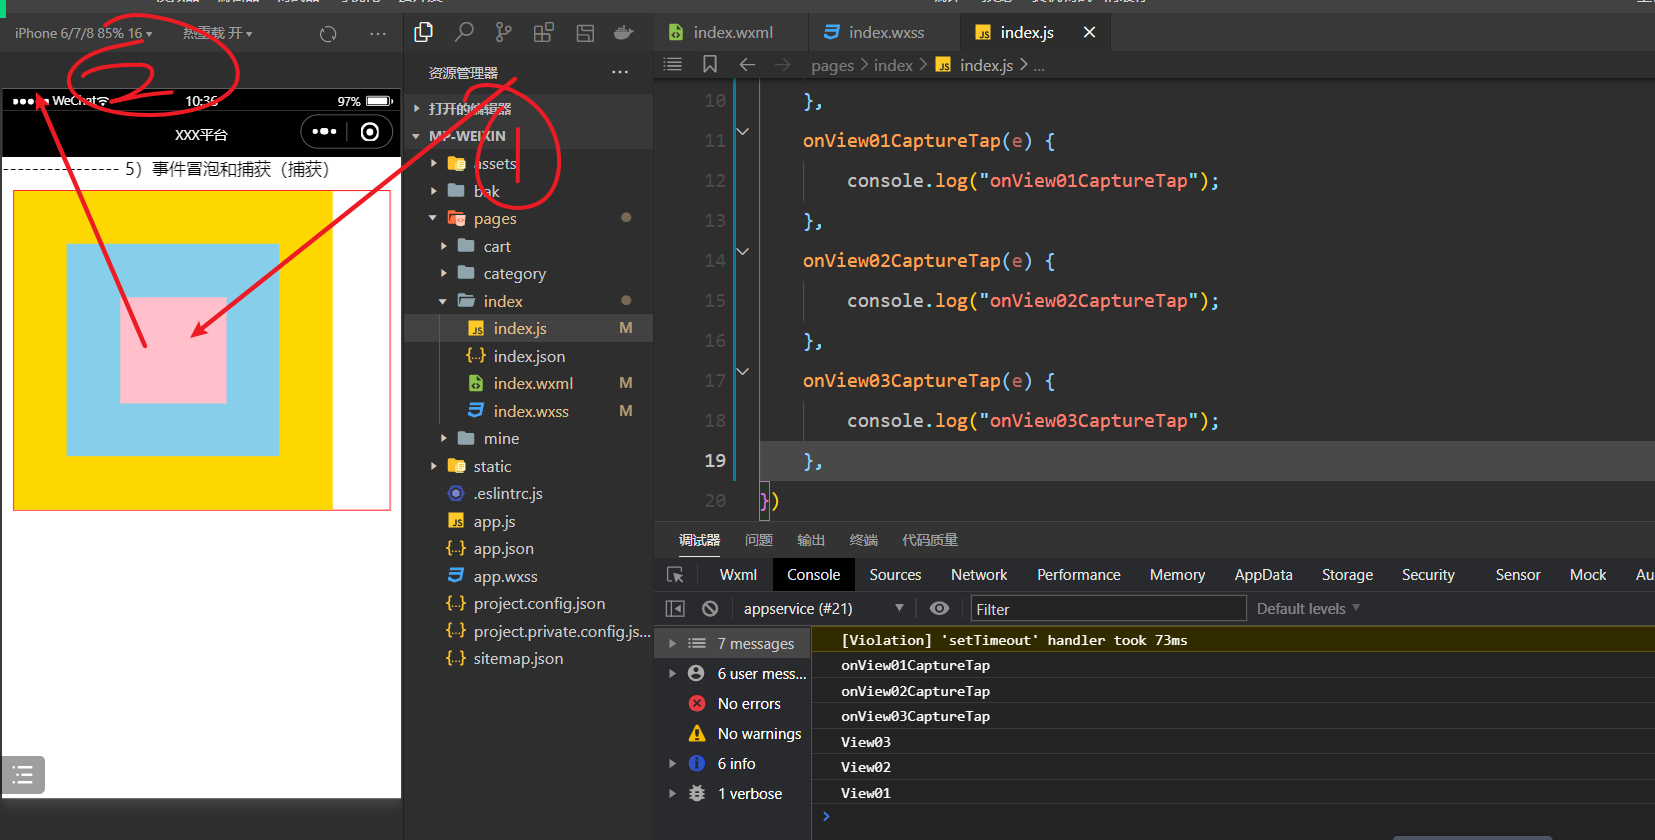 iPhone 6/7/8 85% 16
热重载 开
WeChat
10:36
97%
XXX平台
---------------- 5）事件冒泡和捕获（捕获）
2
1
资源管理器
打开的编辑器
MP-WEIXIN
assets
bak
pages
cart
category
index
index.js M
index.json
index.wxml M
index.wxss M
mine
static
.eslintrc.js
app.js
app.json
app.wxss
project.config.json
project.private.config.js...
sitemap.json
index.wxml
index.wxss
index.js
pages > index > index.js > ...
10 },
11 onView01CaptureTap(e) {
12 console.log("onView01CaptureTap");
13 },
14 onView02CaptureTap(e) {
15 console.log("onView02CaptureTap");
16 },
17 onView03CaptureTap(e) {
18 console.log("onView03CaptureTap");
19 },
20 })
调试器 问题 输出 终端 代码质量
Wxml Console Sources Network Performance Memory AppData Storage Security Sensor Mock Au
appservice (#21) Filter Default levels
7 messages
6 user mess...
No errors
No warnings
6 info
1 verbose
[Violation] 'setTimeout' handler took 73ms
onView01CaptureTap
onView02CaptureTap
onView03CaptureTap
View03
View02
View01